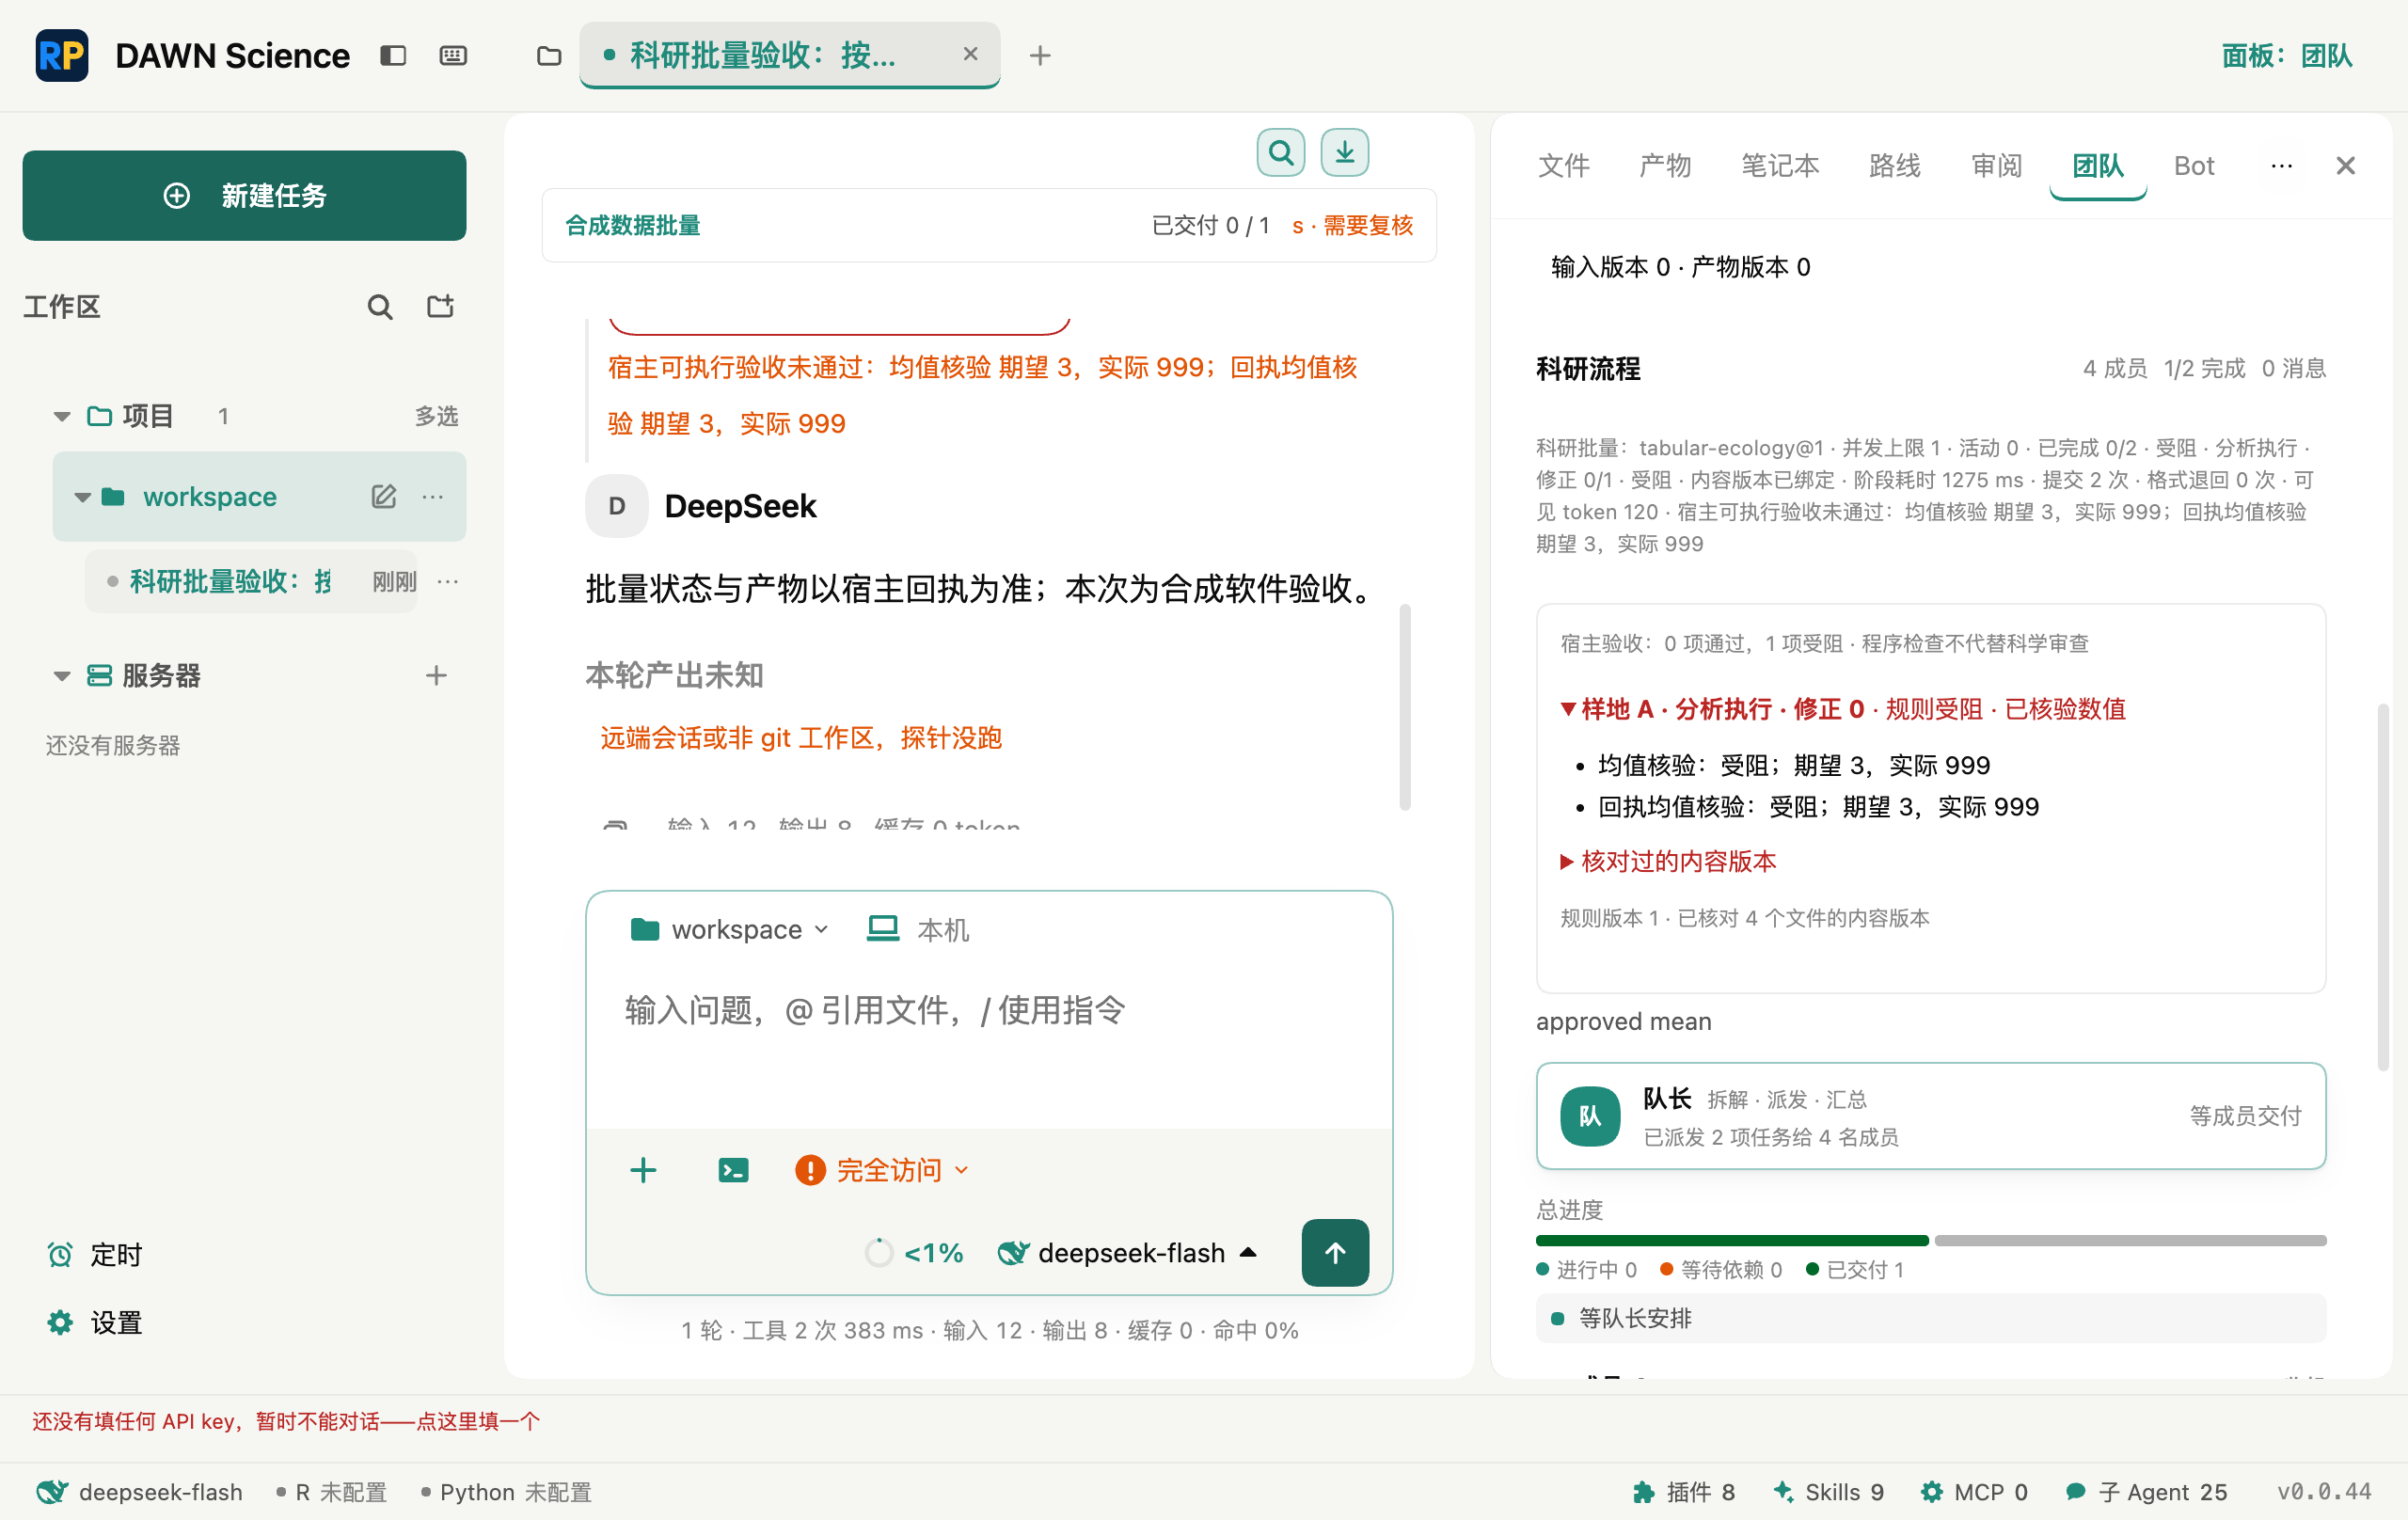 RP DAWN Science
科研批量验收：按...
面板：团队
新建任务
工作区
项目 1 多选
workspace
科研批量验收：按 刚刚
服务器
还没有服务器
定时
设置
合成数据批量 已交付 0 / 1 s · 需要复核
宿主可执行验收未通过：均值核验 期望 3，实际 999；回执均值核
验 期望 3，实际 999
D DeepSeek
批量状态与产物以宿主回执为准；本次为合成软件验收。
本轮产出未知
远端会话或非 git 工作区，探针没跑
输入 12 · 输出 8 · 缓存 0 token
workspace 本机
输入问题，@ 引用文件，/ 使用指令
完全访问
<1% deepseek-flash
1 轮 · 工具 2 次 383 ms · 输入 12 · 输出 8 · 缓存 0 · 命中 0%
文件 产物 笔记本 路线 审阅 团队 Bot ...
输入版本 0 · 产物版本 0
科研流程 4 成员 1/2 完成 0 消息
科研批量：tabular-ecology@1 · 并发上限 1 · 活动 0 · 已完成 0/2 · 受阻 · 分析执行 ·
修正 0/1 · 受阻 · 内容版本已绑定 · 阶段耗时 1275 ms · 提交 2 次 · 格式退回 0 次 · 可
见 token 120 · 宿主可执行验收未通过：均值核验 期望 3，实际 999；回执均值核验
期望 3，实际 999
宿主验收：0 项通过，1 项受阻 · 程序检查不代替科学审查
样地 A · 分析执行 · 修正 0 · 规则受阻 · 已核验数值
• 均值核验：受阻；期望 3，实际 999
• 回执均值核验：受阻；期望 3，实际 999
核对过的内容版本
规则版本 1 · 已核对 4 个文件的内容版本
approved mean
队 队长 拆解 · 派发 · 汇总
已派发 2 项任务给 4 名成员
等成员交付
总进度
进行中 0 等待依赖 0 已交付 1
等队长安排
还没有填任何 API key，暂时不能对话——点这里填一个
deepseek-flash R 未配置 Python 未配置
插件 8 Skills 9 MCP 0 子 Agent 25 v0.0.44